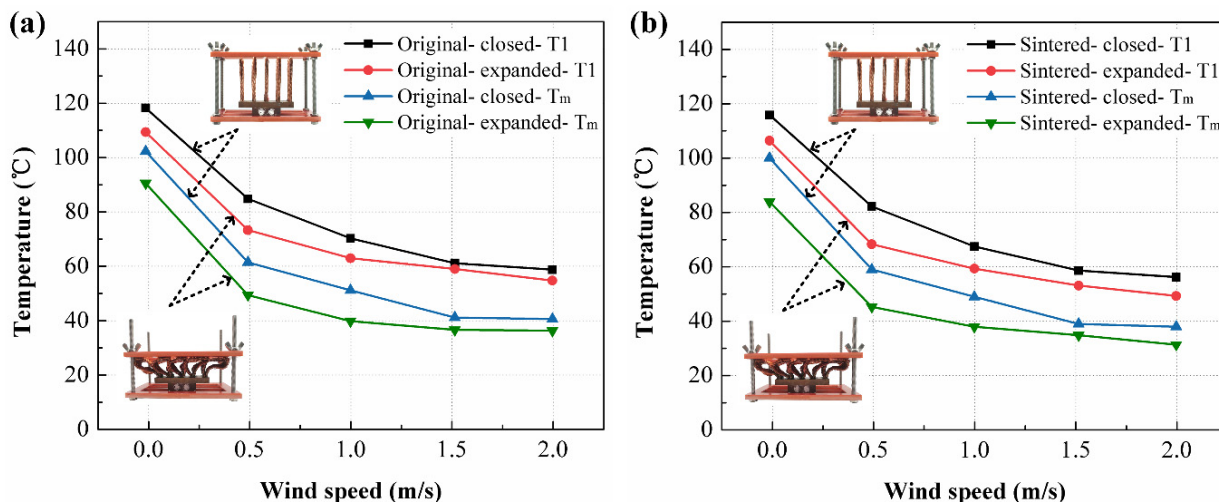 (a)
140
120
100
80
60
40
20
0
Temperature (℃)
Original- closed- T1
Original- expanded- T1
Original- closed- Tm
Original- expanded- Tm
0.0 0.5 1.0 1.5 2.0
Wind speed (m/s)
(b)
140
120
100
80
60
40
20
0
Temperature (℃)
Sintered- closed- T1
Sintered- expanded- T1
Sintered- closed- Tm
Sintered- expanded- Tm
0.0 0.5 1.0 1.5 2.0
Wind speed (m/s)